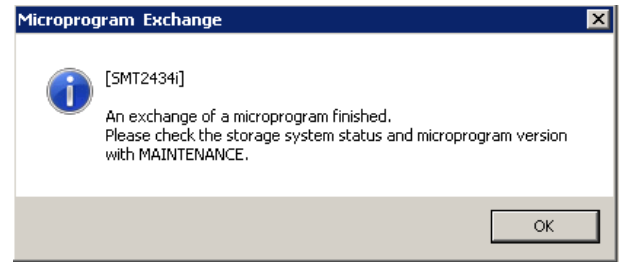 Microprogram Exchange
[SMT2434i]
An exchange of a microprogram finished.
Please check the storage system status and microprogram version
with MAINTENANCE.
OK